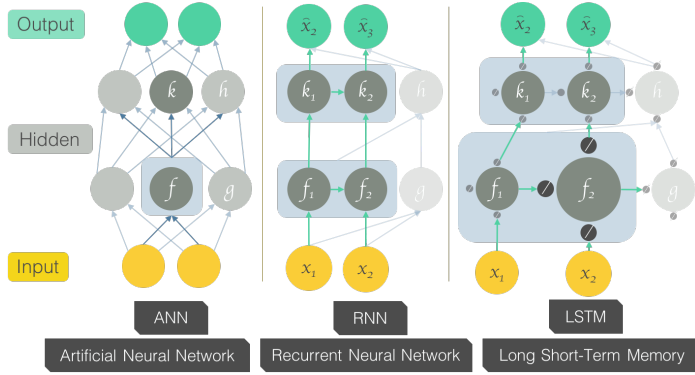 Output
x̂₂ x̂₃ x̂₂ x̂₃
k h k₁ k₂ h k₁ k₂ h
Hidden
f g f₁ f₂ g f₁ f₂ g
Input
x₁ x₂ x₁ x₂
ANN RNN LSTM
Artificial Neural Network Recurrent Neural Network Long Short-Term Memory